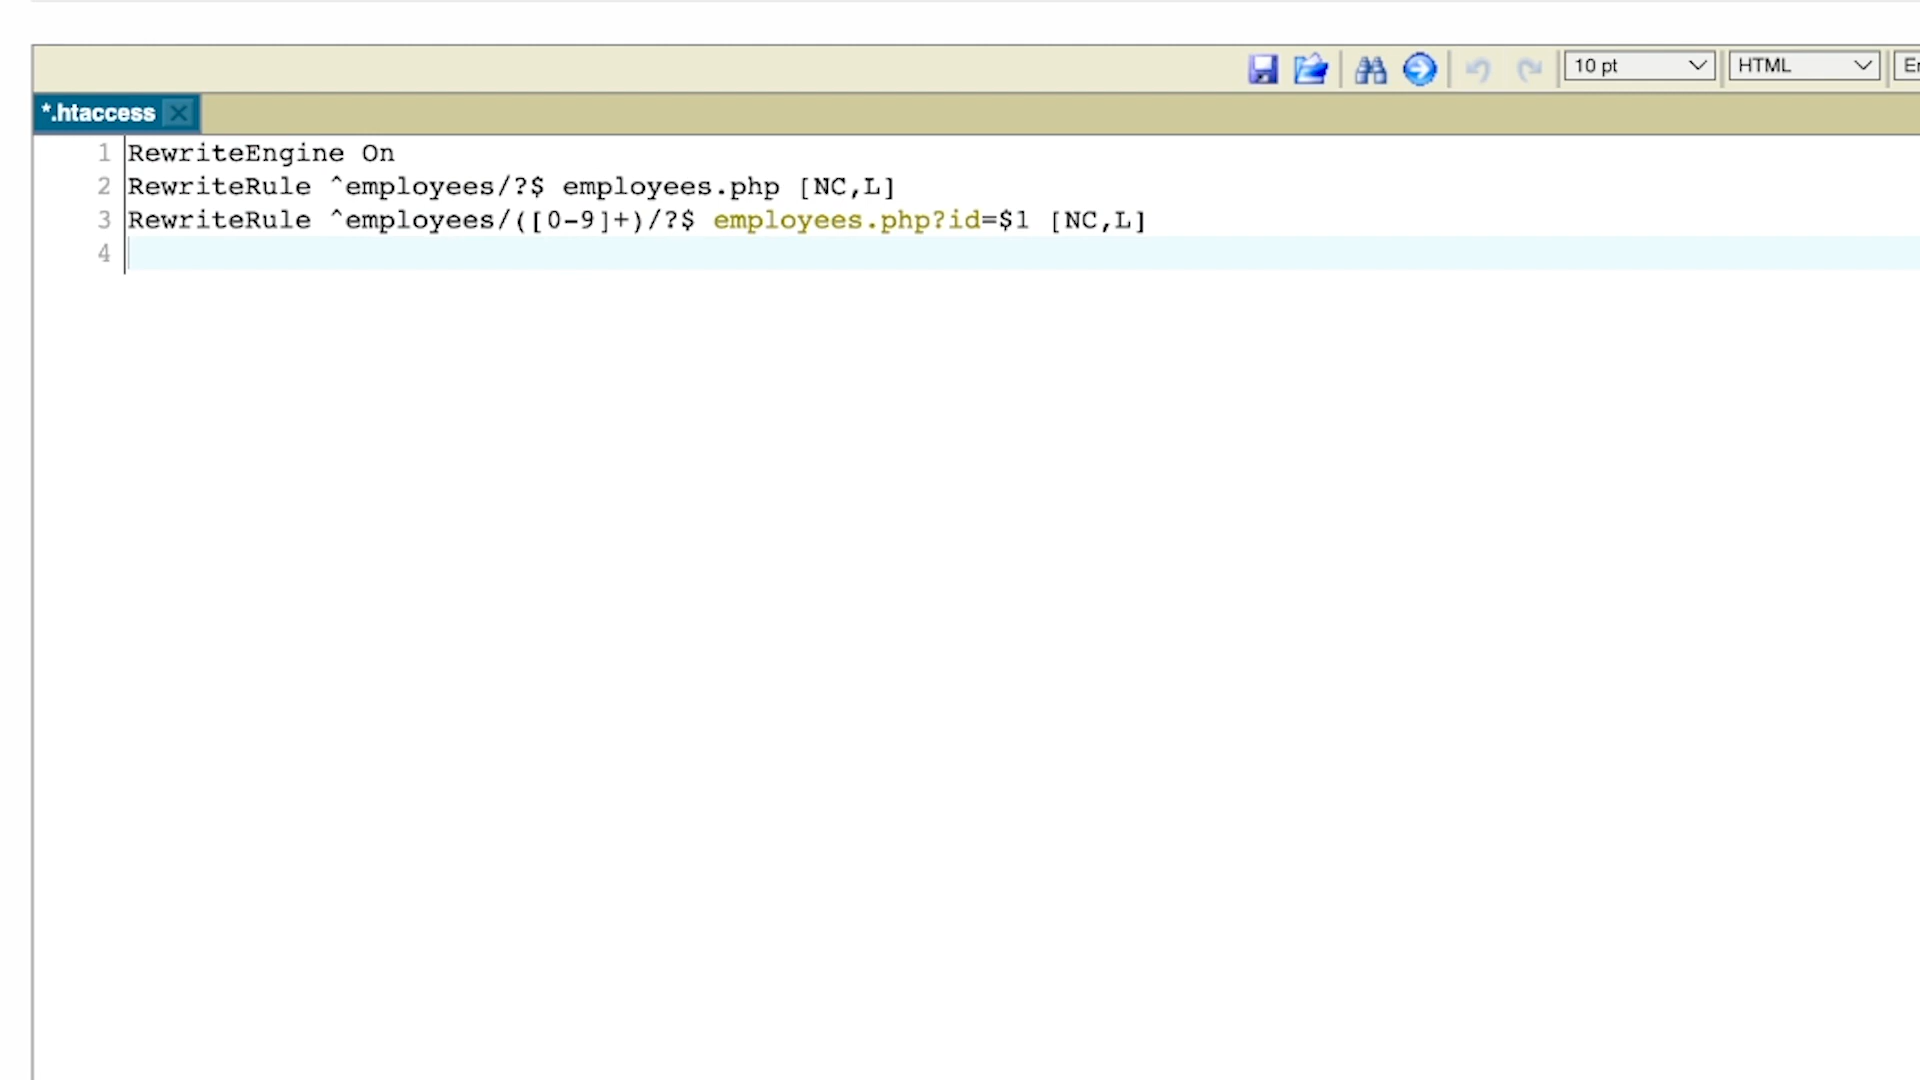 10 pt
HTML
*.htaccess
1 RewriteEngine On
2 RewriteRule ^employees/?$ employees.php [NC,L]
3 RewriteRule ^employees/([0-9]+)/?$ employees.php?id=$1 [NC,L]
4